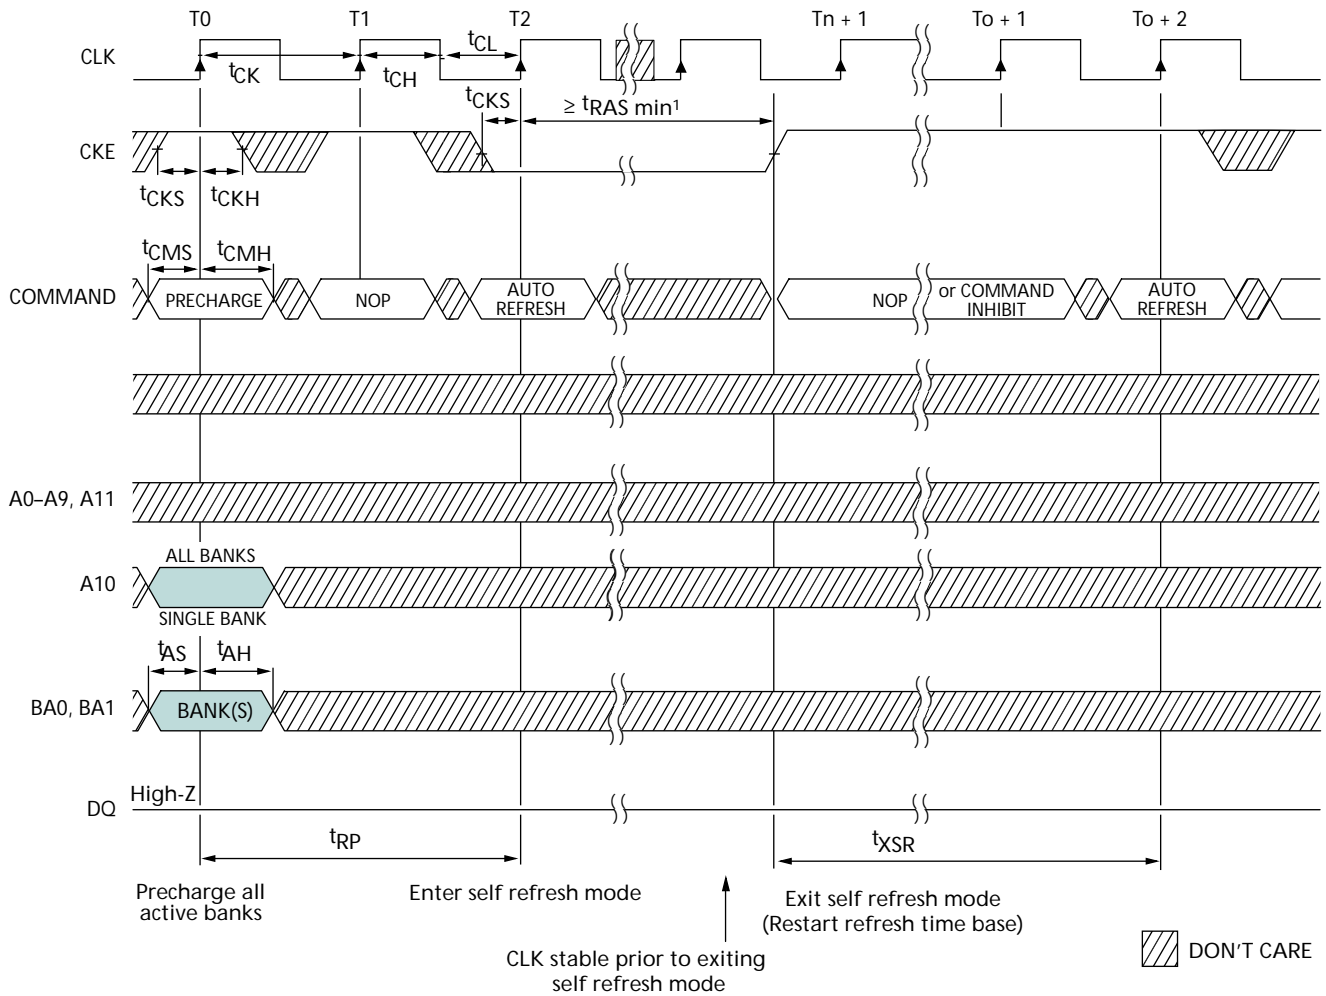 T0 T1 T2 Tn + 1 To + 1 To + 2
CLK
tCK tCH tCL
tCKS ≥ tRAS min¹
CKE
tCKS tCKH
tCMS tCMH
COMMAND PRECHARGE NOP AUTO REFRESH NOP or COMMAND INHIBIT AUTO REFRESH
A0–A9, A11
ALL BANKS
A10
SINGLE BANK
tAS tAH
BA0, BA1 BANK(S)
High-Z
DQ
tRP tXSR
Precharge all
active banks
Enter self refresh mode
Exit self refresh mode
(Restart refresh time base)
CLK stable prior to exiting
self refresh mode
DON'T CARE